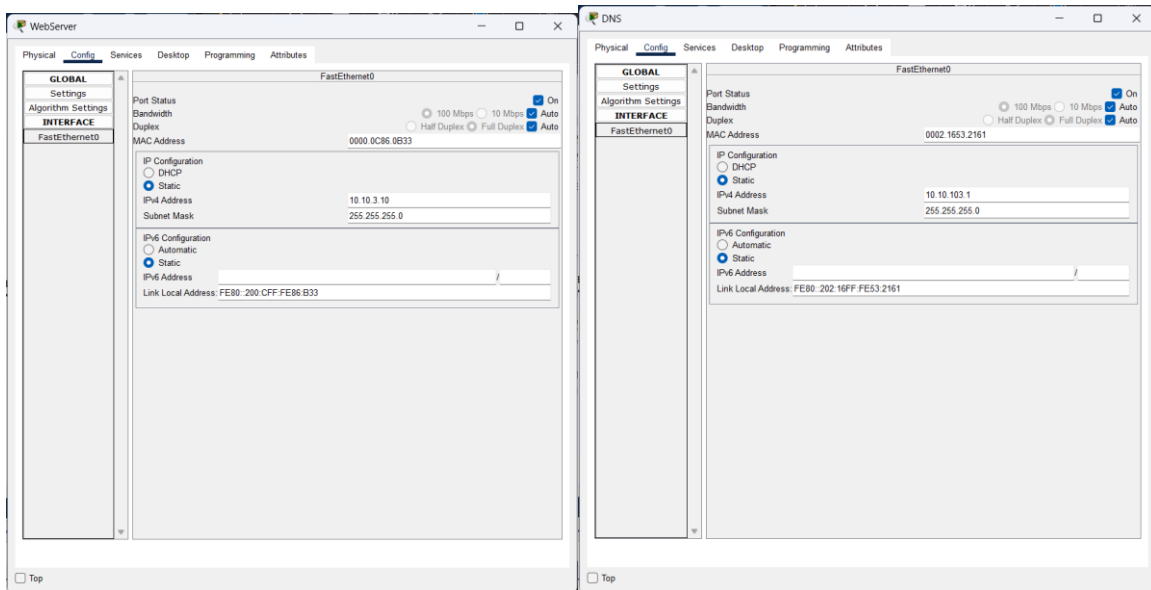 WebServer
Physical Config Services Desktop Programming Attributes
GLOBAL
Settings
Algorithm Settings
INTERFACE
FastEthernet0
FastEthernet0
Port Status On
Bandwidth 100 Mbps 10 Mbps Auto
Duplex Half Duplex Full Duplex Auto
MAC Address 0000.0C86.0B33
IP Configuration
DHCP
Static
IPv4 Address 10.10.3.10
Subnet Mask 255.255.255.0
IPv6 Configuration
Automatic
Static
IPv6 Address /
Link Local Address: FE80::200:CFF:FE86:B33
Top
DNS
Physical Config Services Desktop Programming Attributes
GLOBAL
Settings
Algorithm Settings
INTERFACE
FastEthernet0
FastEthernet0
Port Status On
Bandwidth 100 Mbps 10 Mbps Auto
Duplex Half Duplex Full Duplex Auto
MAC Address 0002.1653.2161
IP Configuration
DHCP
Static
IPv4 Address 10.10.103.1
Subnet Mask 255.255.255.0
IPv6 Configuration
Automatic
Static
IPv6 Address /
Link Local Address: FE80::202:16FF:FE53:2161
Top